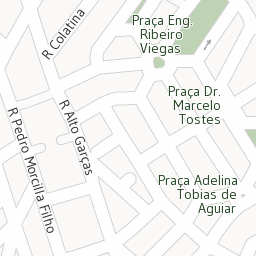 Praça Eng.
Ribeiro
Viegas
R Colatina
Praça Dr.
Marcelo
Tostes
R Alto Garças
R Pedro Morcilla Filho
Praça Adelina
Tobias de
Aguiar